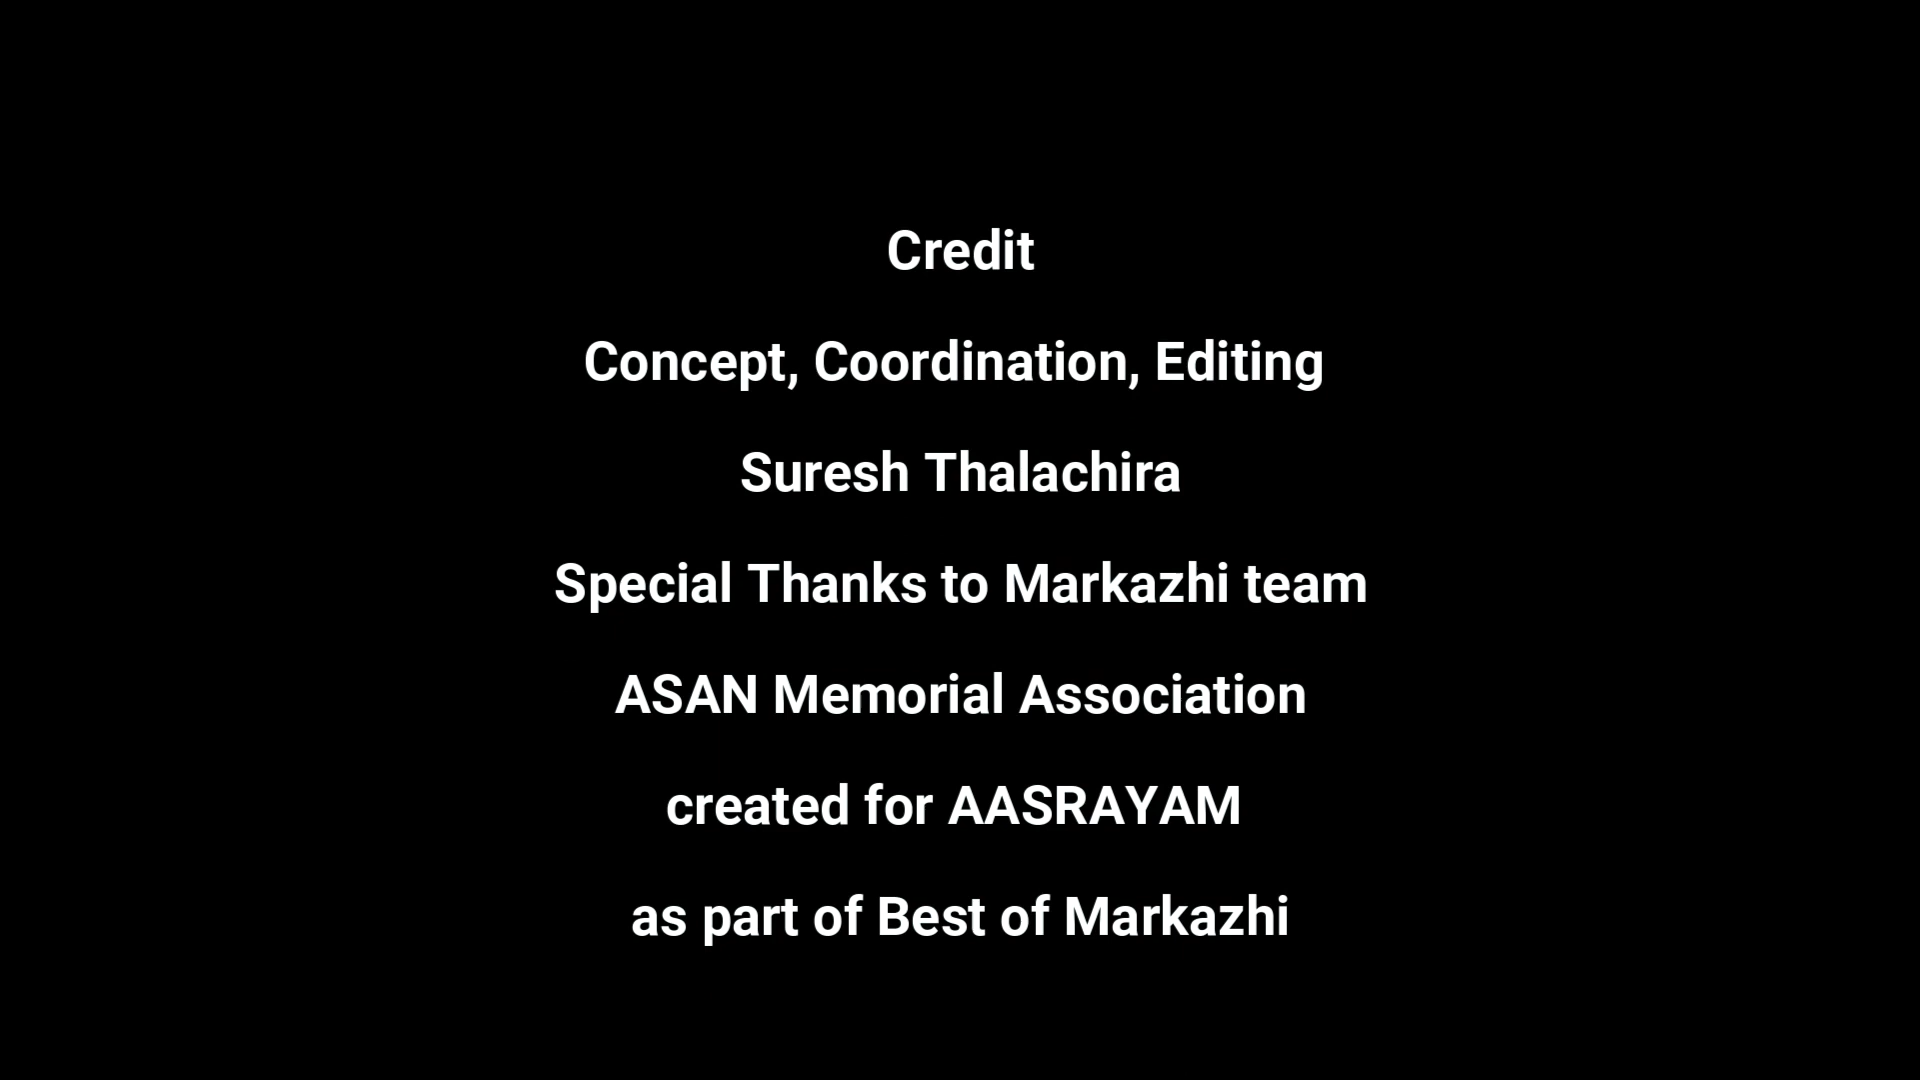 Credit
Concept, Coordination, Editing
Suresh Thalachira
Special Thanks to Markazhi team
ASAN Memorial Association
created for AASRAYAM
as part of Best of Markazhi